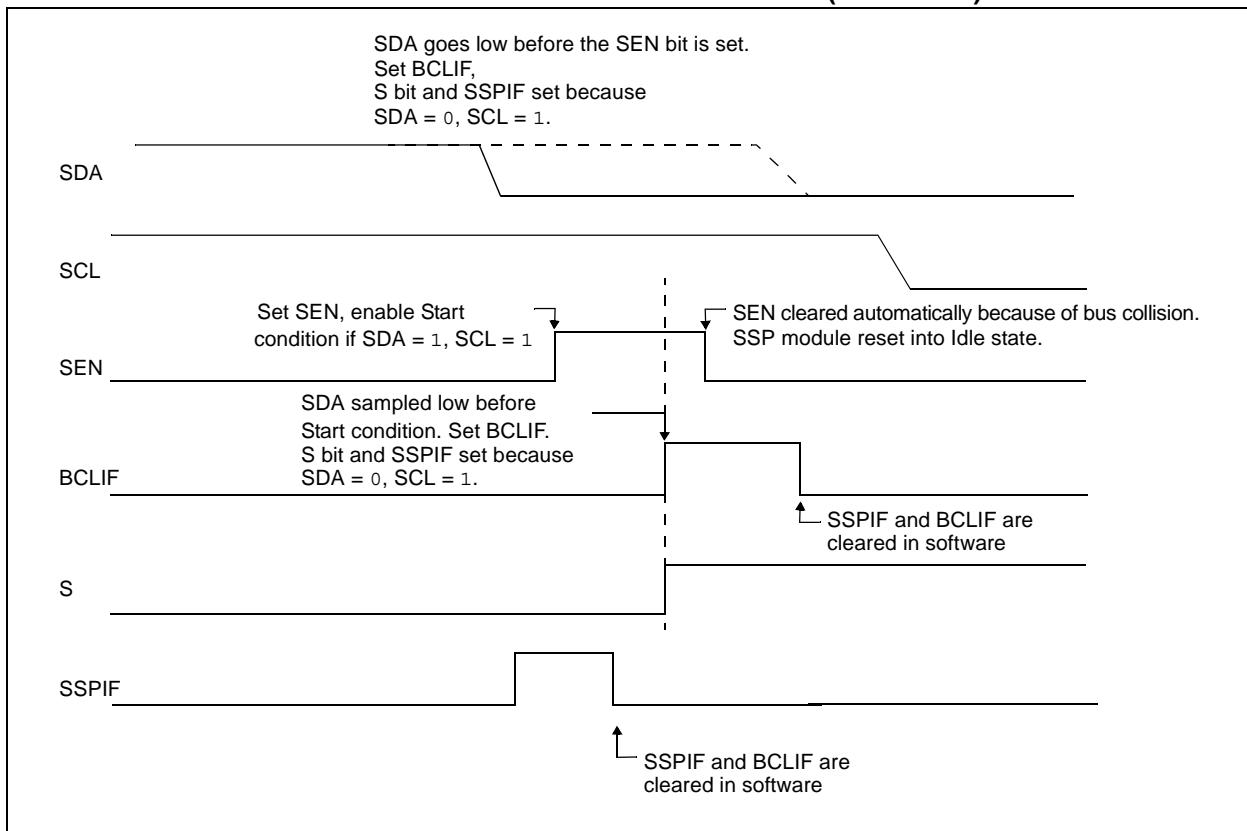 SDA goes low before the SEN bit is set.
Set BCLIF,
S bit and SSPIF set because
SDA = 0, SCL = 1.
SDA
SCL
Set SEN, enable Start
condition if SDA = 1, SCL = 1
SEN cleared automatically because of bus collision.
SSP module reset into Idle state.
SEN
SDA sampled low before
Start condition. Set BCLIF.
S bit and SSPIF set because
SDA = 0, SCL = 1.
BCLIF
SSPIF and BCLIF are
cleared in software
S
SSPIF
SSPIF and BCLIF are
cleared in software